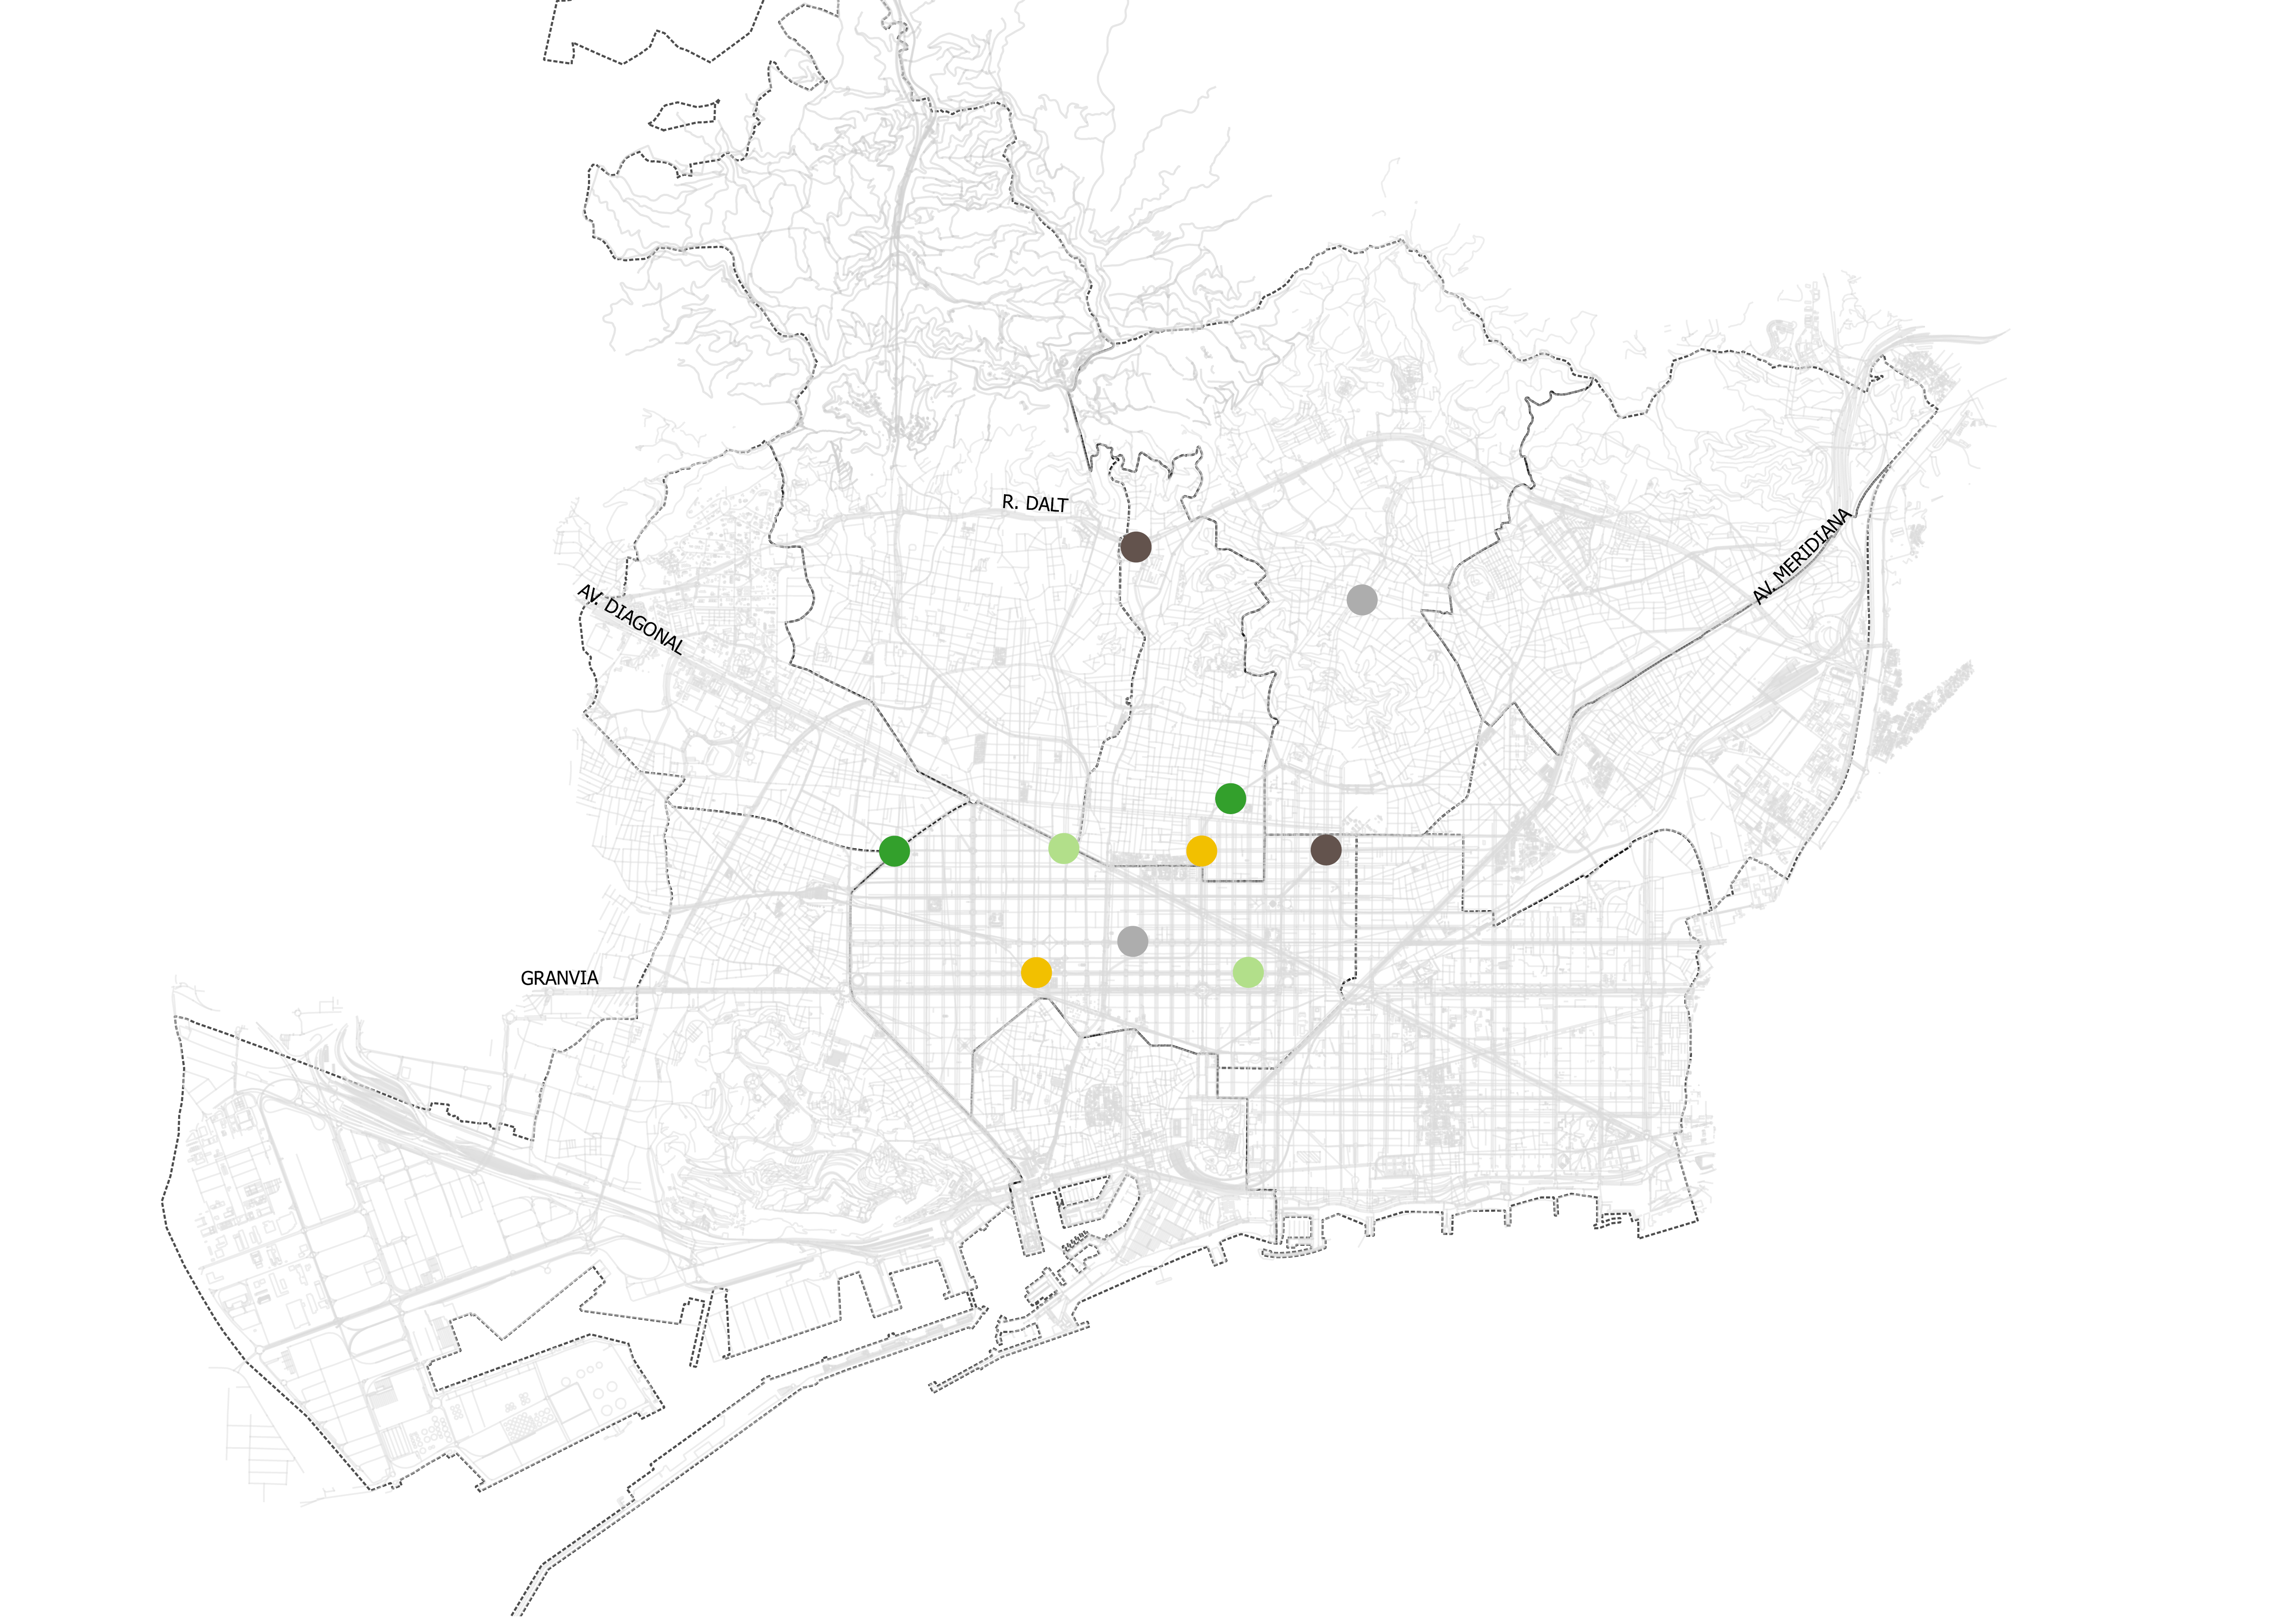 R. DALT
AV. MERIDIANA
AV. DIAGONAL
GRANVIA